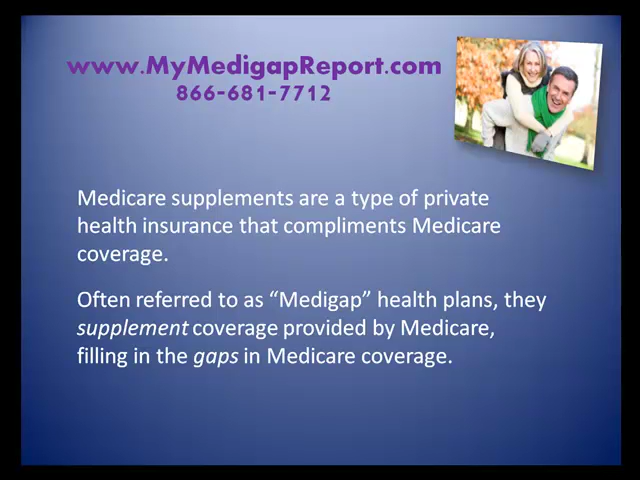 www.MyMedigapReport.com
866-681-7712
Medicare supplements are a type of private
health insurance that compliments Medicare
coverage.
Often referred to as “Medigap” health plans, they
supplement coverage provided by Medicare,
filling in the gaps in Medicare coverage.